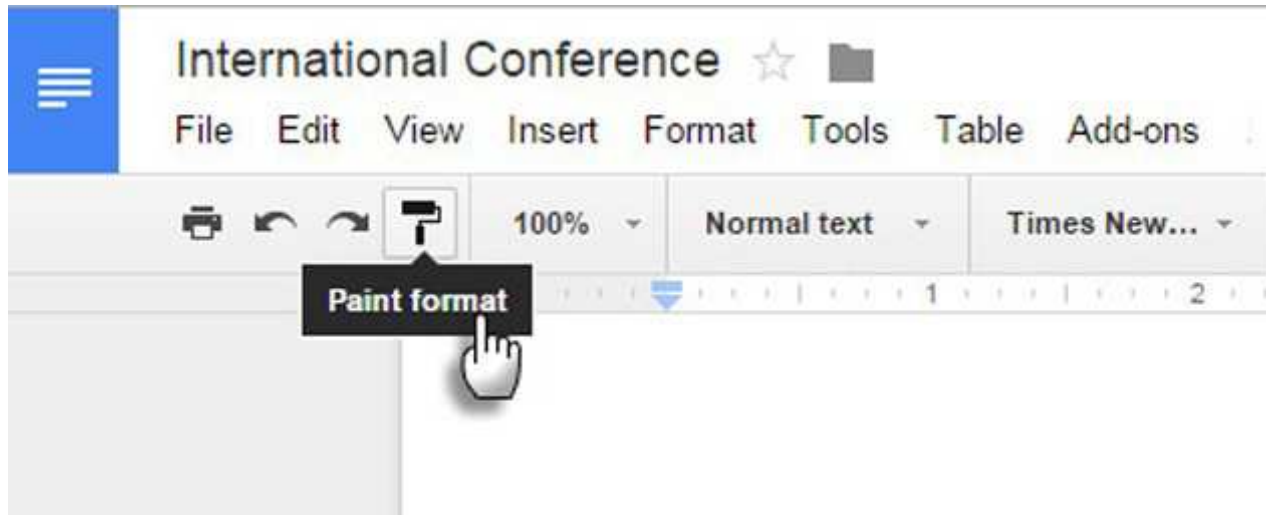 International Conference
File Edit View Insert Format Tools Table Add-ons
100% Normal text Times New...
Paint format
1 2